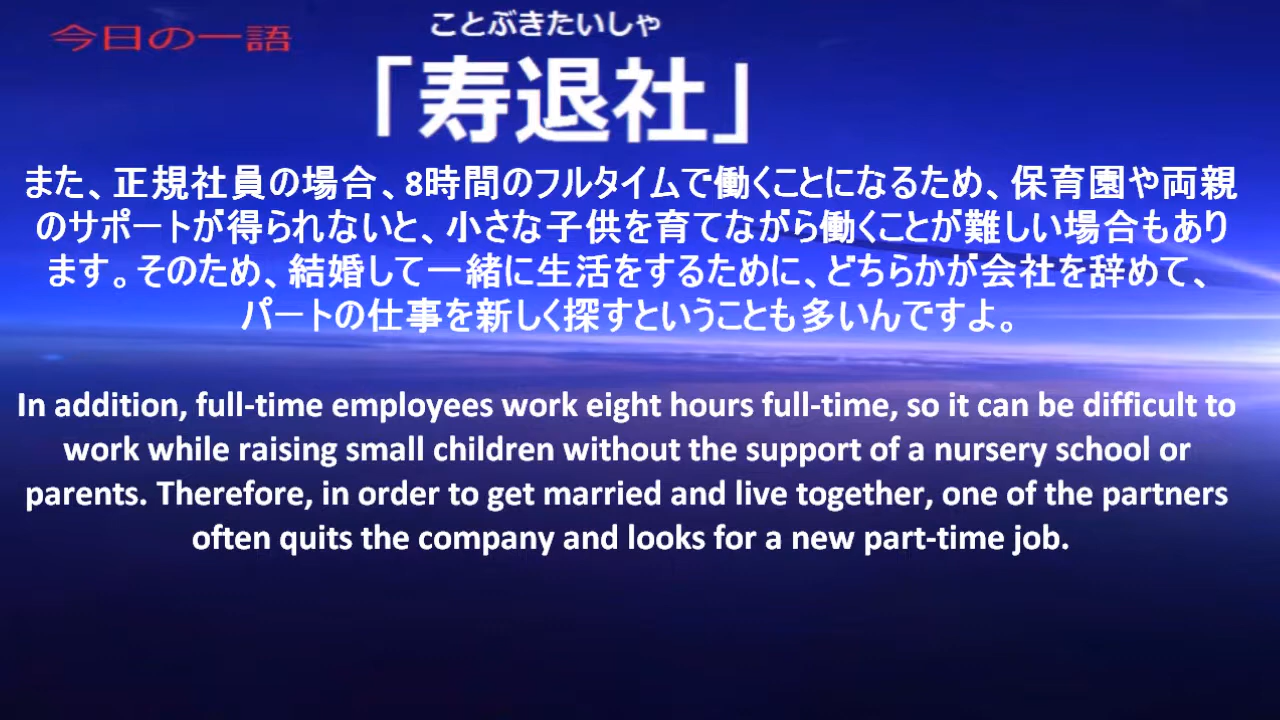 今日の一語
ことぶきたいしゃ
「寿退社」
また、正規社員の場合、8時間のフルタイムで働くことになるため、保育園や両親
のサポートが得られないと、小さな子供を育てながら働くことが難しい場合もあり
ます。そのため、結婚して一緒に生活をするために、どちらかが会社を辞めて、
パートの仕事を新しく探すということも多いんですよ。
In addition, full-time employees work eight hours full-time, so it can be difficult to
work while raising small children without the support of a nursery school or
parents. Therefore, in order to get married and live together, one of the partners
often quits the company and looks for a new part-time job.